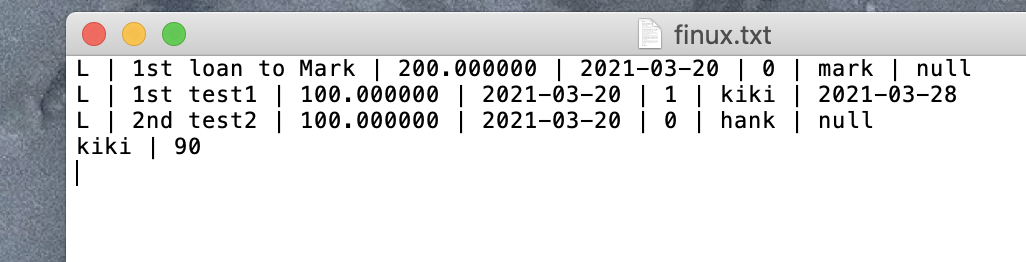 finux.txt
L | 1st loan to Mark | 200.000000 | 2021-03-20 | 0 | mark | null
L | 1st test1 | 100.000000 | 2021-03-20 | 1 | kiki | 2021-03-28
L | 2nd test2 | 100.000000 | 2021-03-20 | 0 | hank | null
kiki | 90